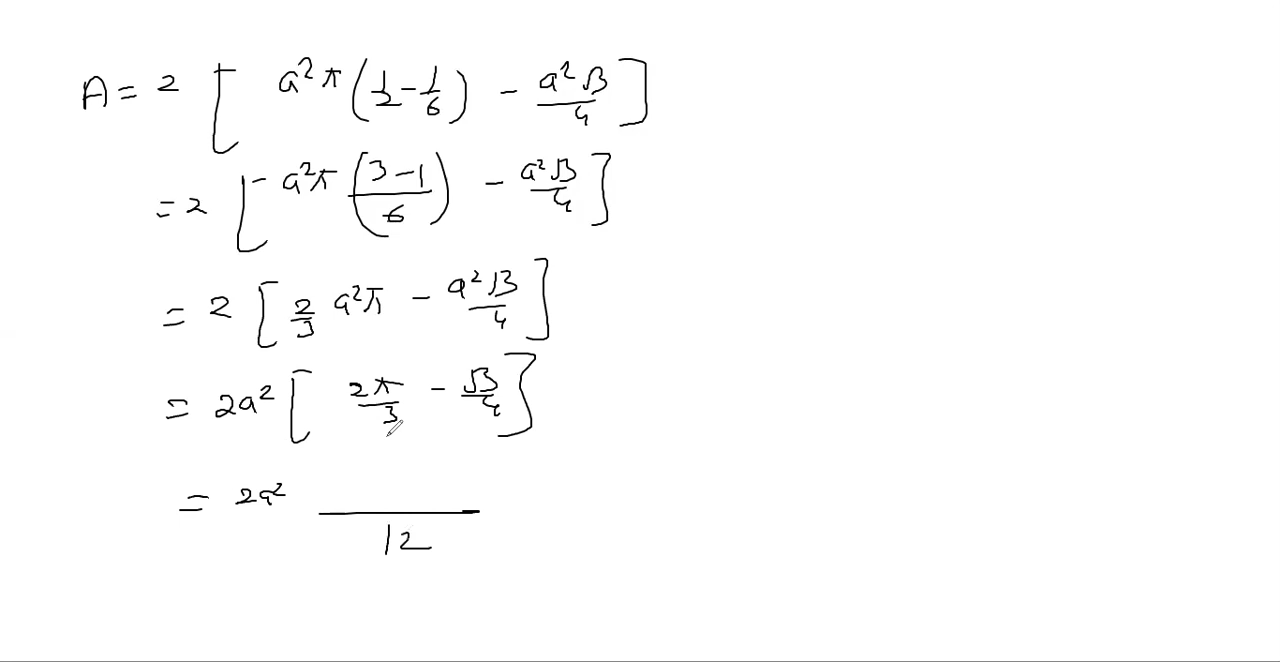 A = 2 [ a²π (1/2 - 1/6) - a²√3/4 ]
= 2 [ a²π (3-1/6) - a²√3/4 ]
= 2 [ 2/3 a²π - a²√3/4 ]
= 2a² [ 2π/3 - √3/4 ]
= 2a² /12